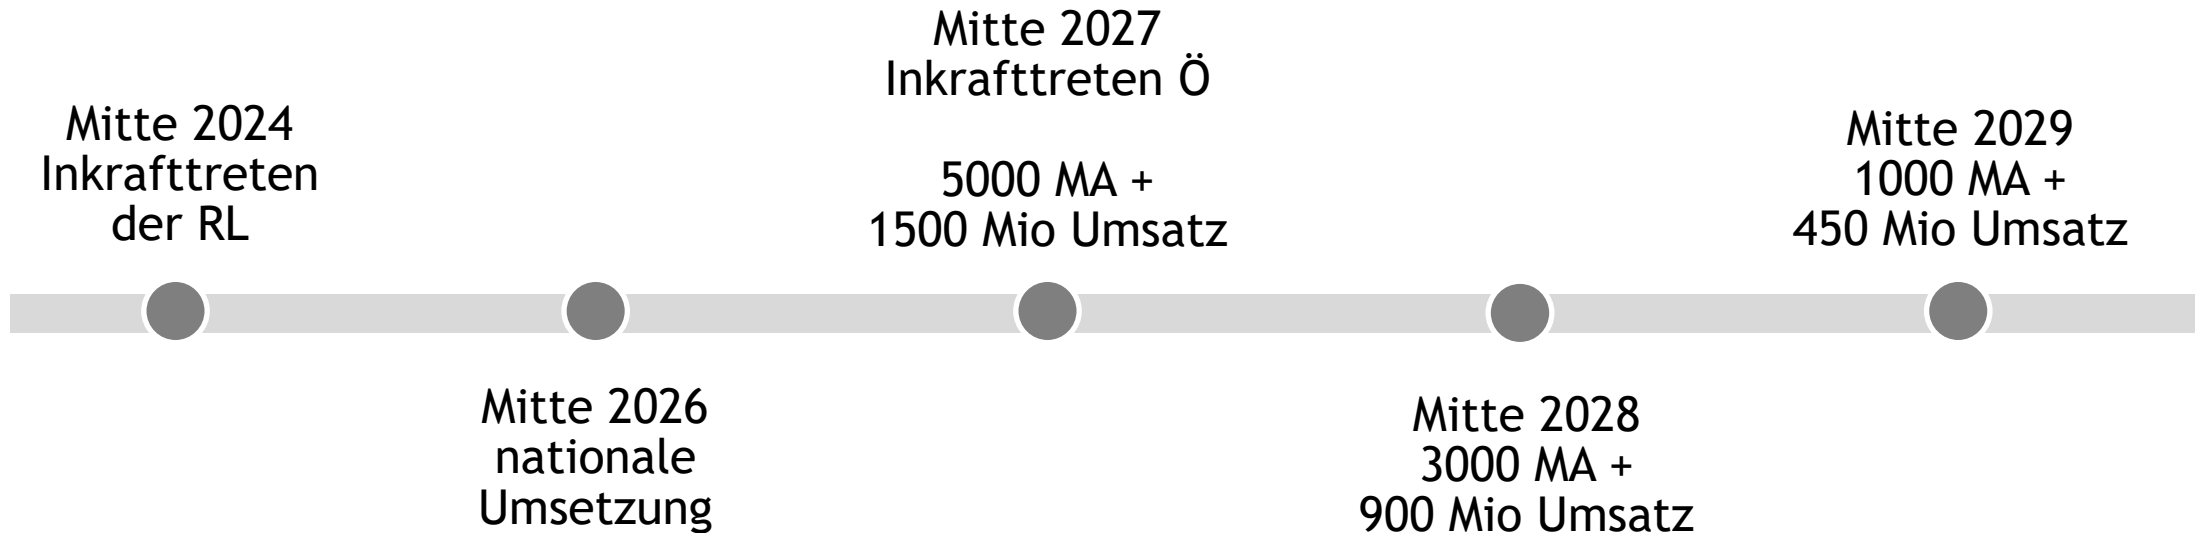 Mitte 2024
Inkrafttreten
der RL
Mitte 2026
nationale
Umsetzung
Mitte 2027
Inkrafttreten Ö
5000 MA +
1500 Mio Umsatz
Mitte 2028
3000 MA +
900 Mio Umsatz
Mitte 2029
1000 MA +
450 Mio Umsatz